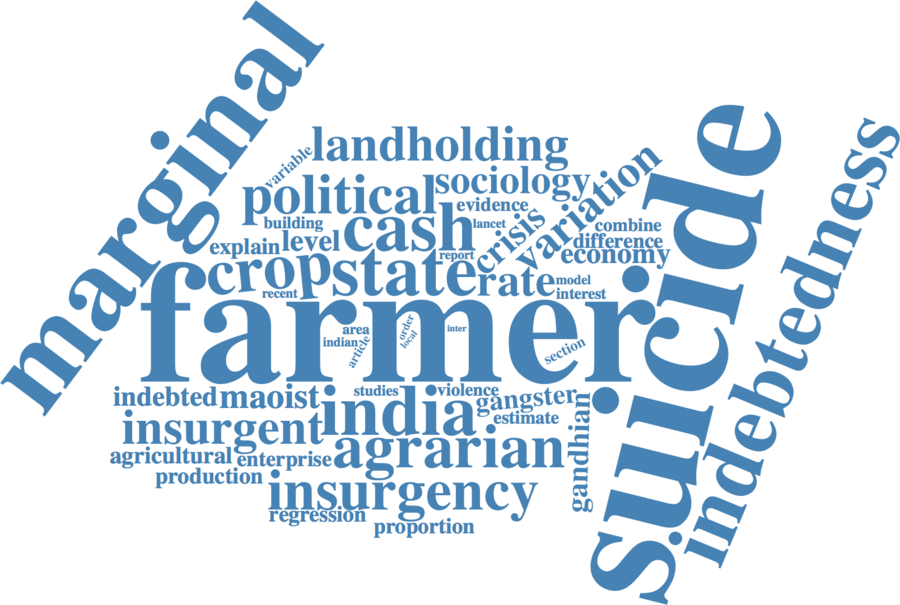 marginal
landholding
variable
political
sociology
suicide
indebtedness
evidence
variation
building
cash
lancet
crisis
combine
explain
level
difference
report
economy
crop
state
rate
model
recent
interest
farmer
area
order
local
inter
indian
article
section
indebted
maoist
studies
violence
india
gangster
insurgent
estimate
gandhian
agrarian
agricultural
enterprise
production
insurgency
regression
proportion